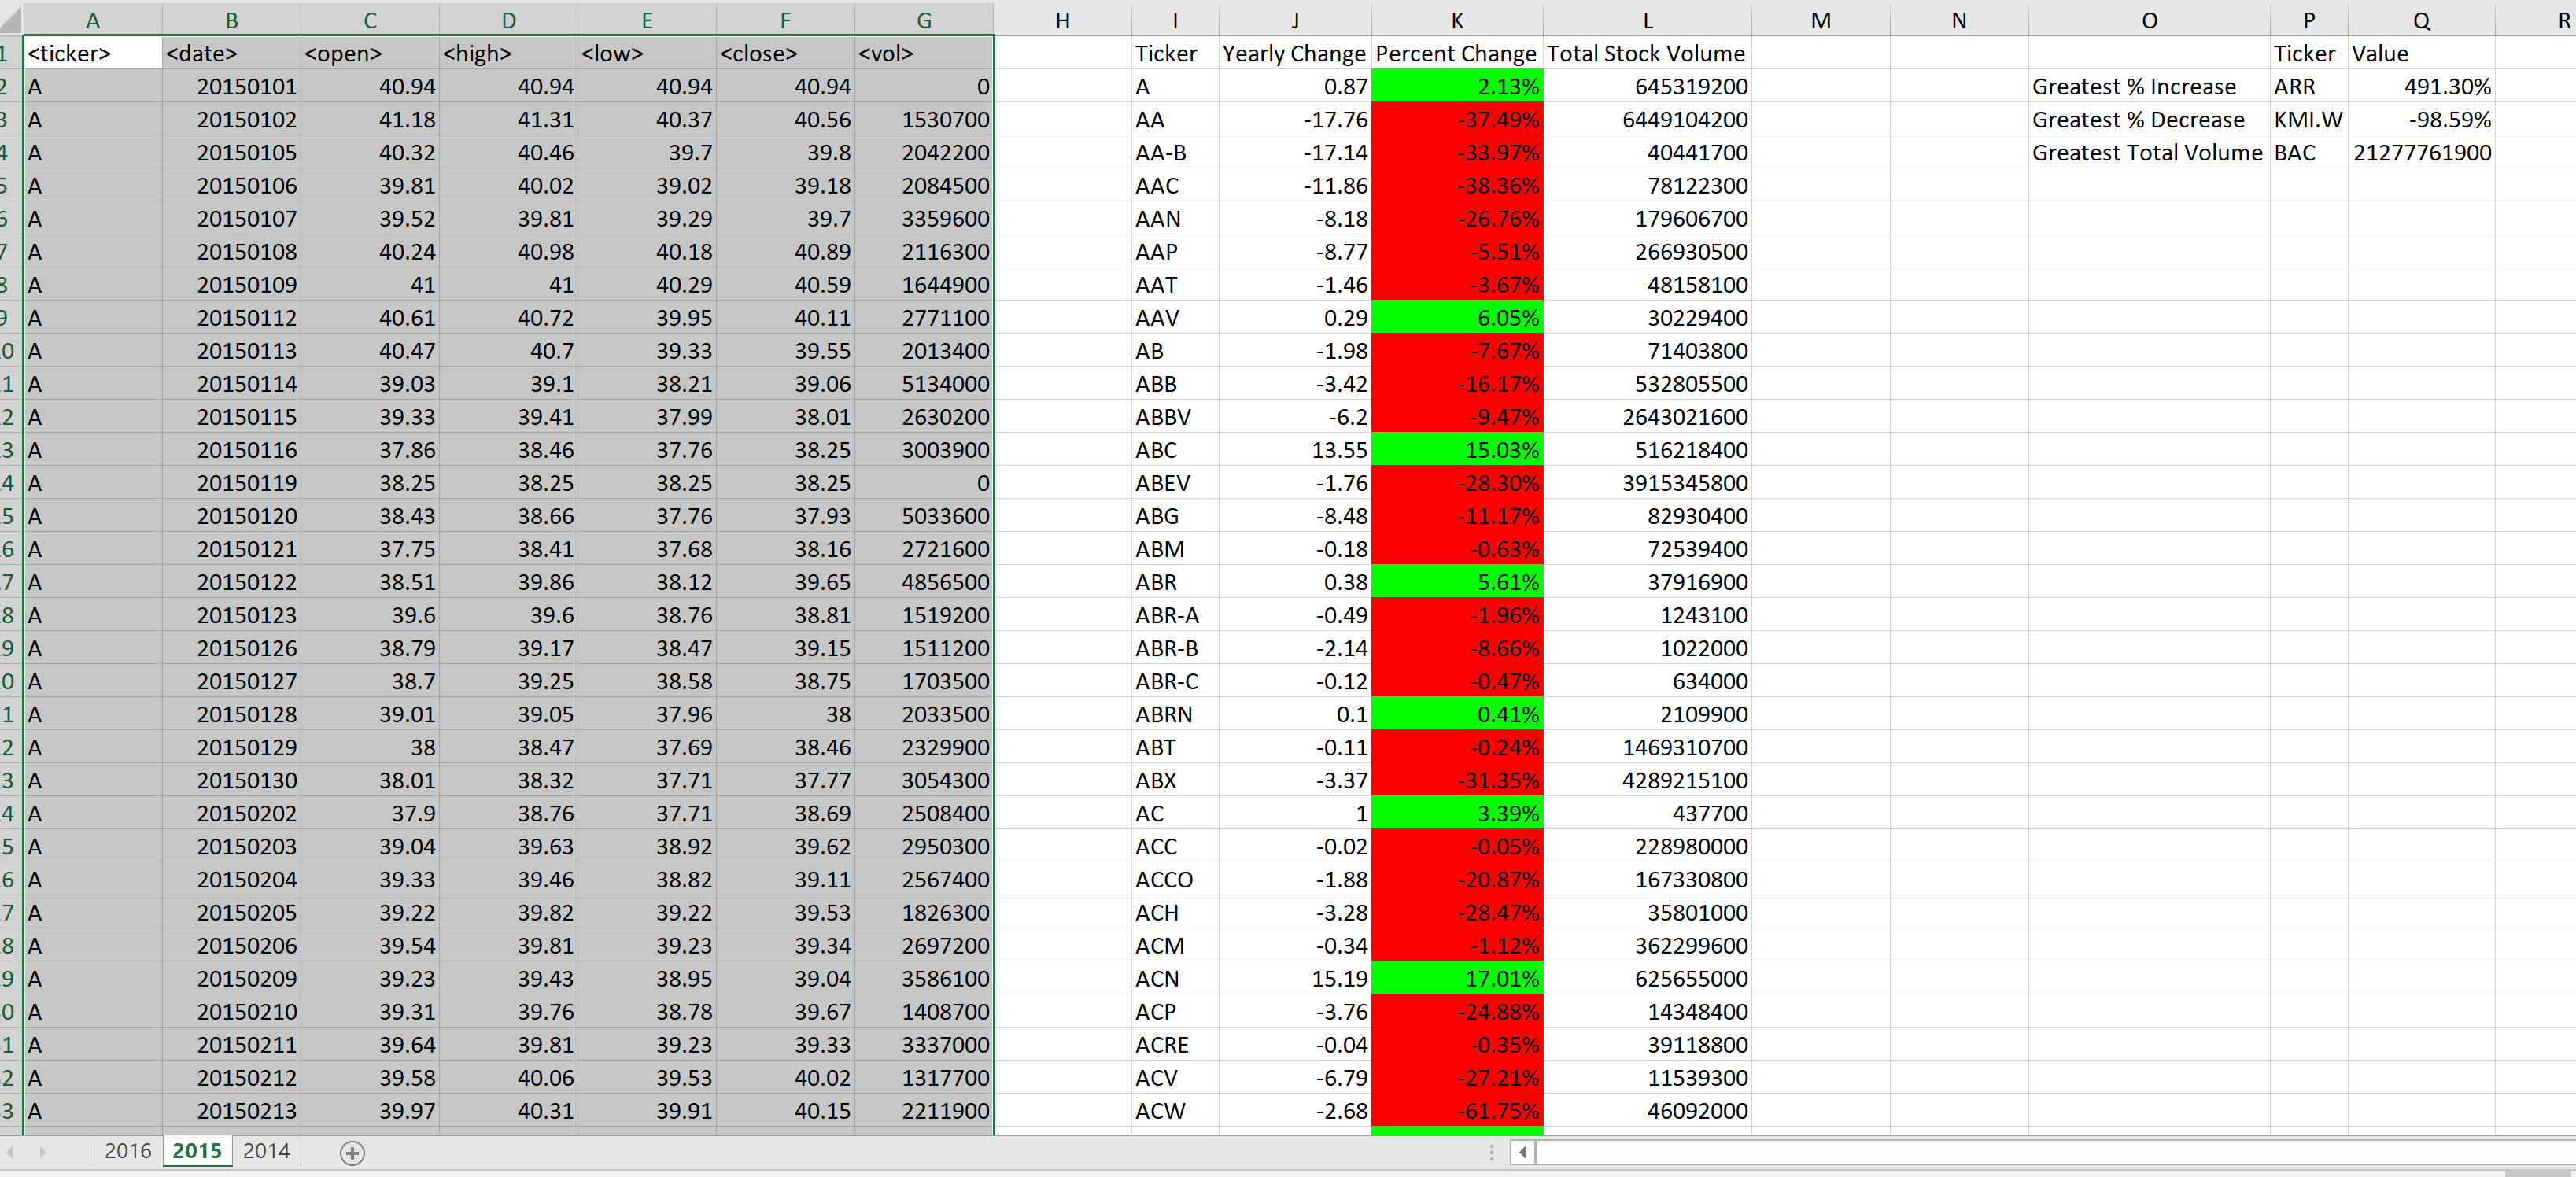 A B C D E F G H I J K L M N O P Q R
1 <ticker> <date> <open> <high> <low> <close> <vol> Ticker Yearly Change Percent Change Total Stock Volume Ticker Value
2 A 20150101 40.94 40.94 40.94 40.94 0 A 0.87 2.13% 645319200 Greatest % Increase ARR 491.30%
3 A 20150102 41.18 41.31 40.37 40.56 1530700 AA -17.76 -37.49% 6449104200 Greatest % Decrease KMI.W -98.59%
4 A 20150105 40.32 40.46 39.7 39.8 2042200 AA-B -17.14 -33.97% 40441700 Greatest Total Volume BAC 21277761900
5 A 20150106 39.81 40.02 39.02 39.18 2084500 AAC -11.86 -38.36% 78122300
6 A 20150107 39.52 39.81 39.29 39.7 3359600 AAN -8.18 -26.76% 179606700
7 A 20150108 40.24 40.98 40.18 40.89 2116300 AAP -8.77 -5.51% 266930500
8 A 20150109 41 41 40.29 40.59 1644900 AAT -1.46 -3.67% 48158100
9 A 20150112 40.61 40.72 39.95 40.11 2771100 AAV 0.29 6.05% 30229400
0 A 20150113 40.47 40.7 39.33 39.55 2013400 AB -1.98 -7.67% 71403800
1 A 20150114 39.03 39.1 38.21 39.06 5134000 ABB -3.42 -16.17% 532805500
2 A 20150115 39.33 39.41 37.99 38.01 2630200 ABBV -6.2 -9.47% 2643021600
3 A 20150116 37.86 38.46 37.76 38.25 3003900 ABC 13.55 15.03% 516218400
4 A 20150119 38.25 38.25 38.25 38.25 0 ABEV -1.76 -28.30% 3915345800
5 A 20150120 38.43 38.66 37.76 37.93 5033600 ABG -8.48 -11.17% 82930400
6 A 20150121 37.75 38.41 37.68 38.16 2721600 ABM -0.18 -0.63% 72539400
7 A 20150122 38.51 39.86 38.12 39.65 4856500 ABR 0.38 5.61% 37916900
8 A 20150123 39.6 39.6 38.76 38.81 1519200 ABR-A -0.49 -1.96% 1243100
9 A 20150126 38.79 39.17 38.47 39.15 1511200 ABR-B -2.14 -8.66% 1022000
0 A 20150127 38.7 39.25 38.58 38.75 1703500 ABR-C -0.12 -0.47% 634000
1 A 20150128 39.01 39.05 37.96 38 2033500 ABRN 0.1 0.41% 2109900
2 A 20150129 38 38.47 37.69 38.46 2329900 ABT -0.11 -0.24% 1469310700
3 A 20150130 38.01 38.32 37.71 37.77 3054300 ABX -3.37 -31.35% 4289215100
4 A 20150202 37.9 38.76 37.71 38.69 2508400 AC 1 3.39% 437700
5 A 20150203 39.04 39.63 38.92 39.62 2950300 ACC -0.02 -0.05% 228980000
6 A 20150204 39.33 39.46 38.82 39.11 2567400 ACCO -1.88 -20.87% 167330800
7 A 20150205 39.22 39.82 39.22 39.53 1826300 ACH -3.28 -28.47% 35801000
8 A 20150206 39.54 39.81 39.23 39.34 2697200 ACM -0.34 -1.12% 362299600
9 A 20150209 39.23 39.43 38.95 39.04 3586100 ACN 15.19 17.01% 625655000
0 A 20150210 39.31 39.76 38.78 39.67 1408700 ACP -3.76 -24.88% 14348400
1 A 20150211 39.64 39.81 39.23 39.33 3337000 ACRE -0.04 -0.35% 39118800
2 A 20150212 39.58 40.06 39.53 40.02 1317700 ACV -6.79 -27.21% 11539300
3 A 20150213 39.97 40.31 39.91 40.15 2211900 ACW -2.68 -61.75% 46092000
2016 2015 2014